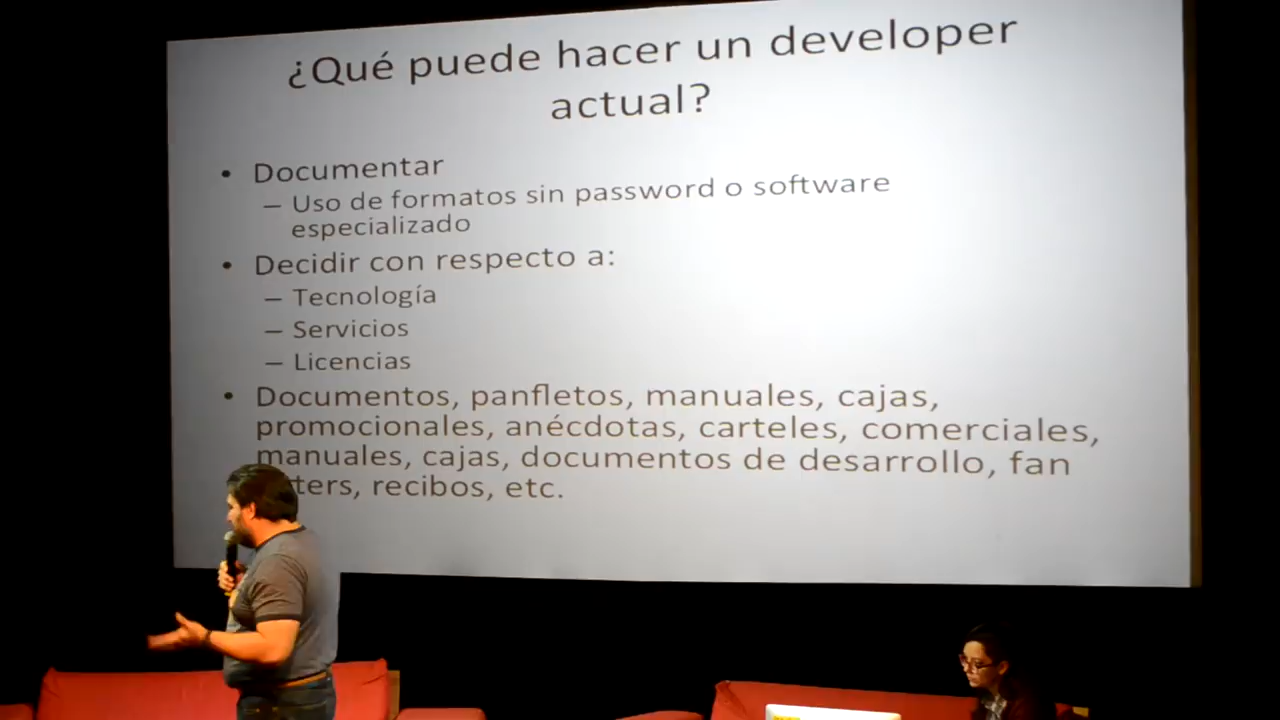 ¿Qué puede hacer un developer
actual?
• Documentar
– Uso de formatos sin password o software
especializado
• Decidir con respecto a:
– Tecnología
– Servicios
– Licencias
• Documentos, panfletos, manuales, cajas,
promocionales, anécdotas, carteles, comerciales,
manuales, cajas, documentos de desarrollo, fan
ters, recibos, etc.